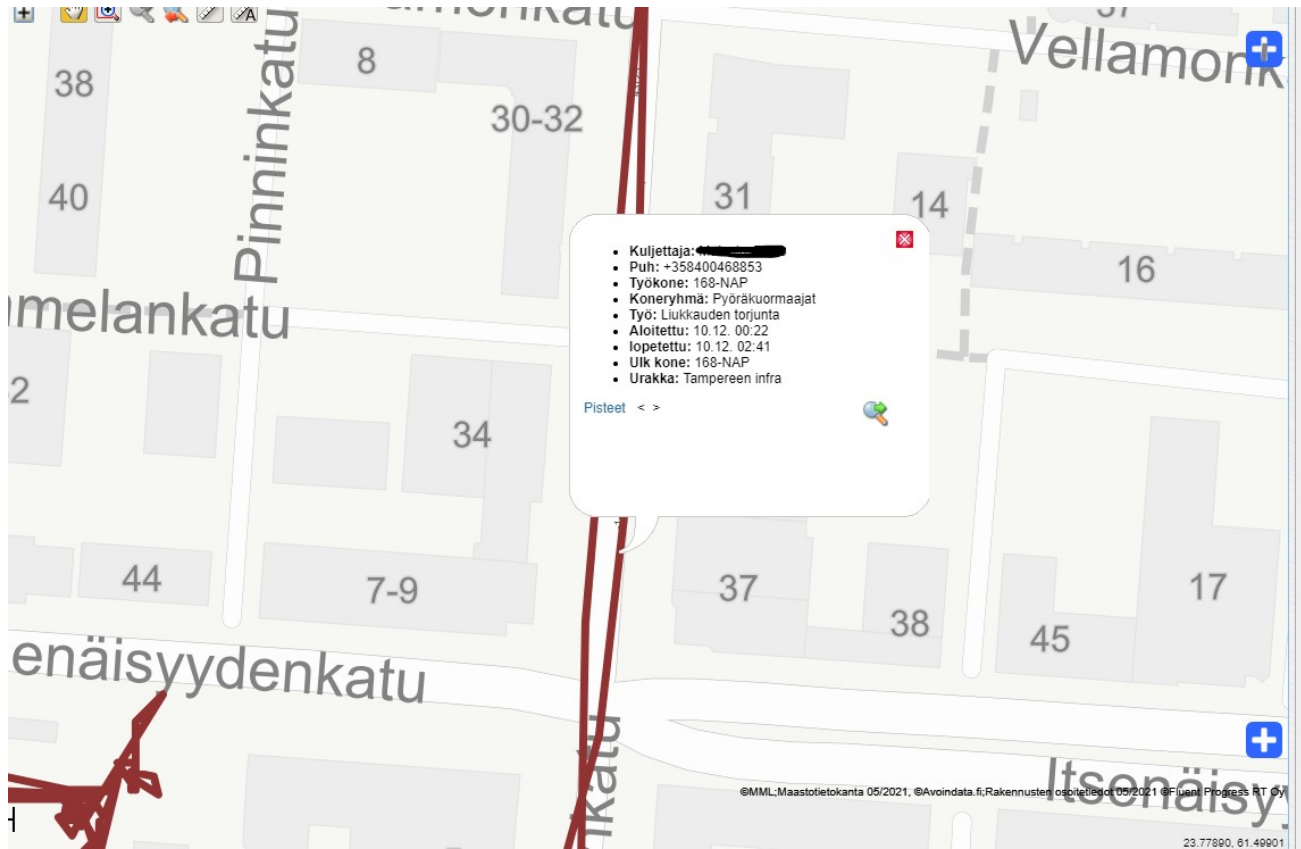 Pinninkatu
8
38
30-32
40
31
14
16
Vellamonk
• Kuljettaja:
• Puh: +358400468853
• Työkone: 168-NAP
• Koneryhmä: Pyöräkuormaajat
• Työ: Liukkauden torjunta
• Aloitettu: 10.12. 00:22
• lopetettu: 10.12. 02:41
• Ulk kone: 168-NAP
• Urakka: Tampereen infra
Pisteet < >
melankatu
2
34
44
7-9
37
38
45
17
enäisyydenkatu
nkatu
Itsenäisy
©MML;Maastotietokanta 05/2021, ©Avoindata.fi;Rakennusten osoitetiedot 05/2021 ©Fluent Progress RT Oy
23.77890, 61.49901